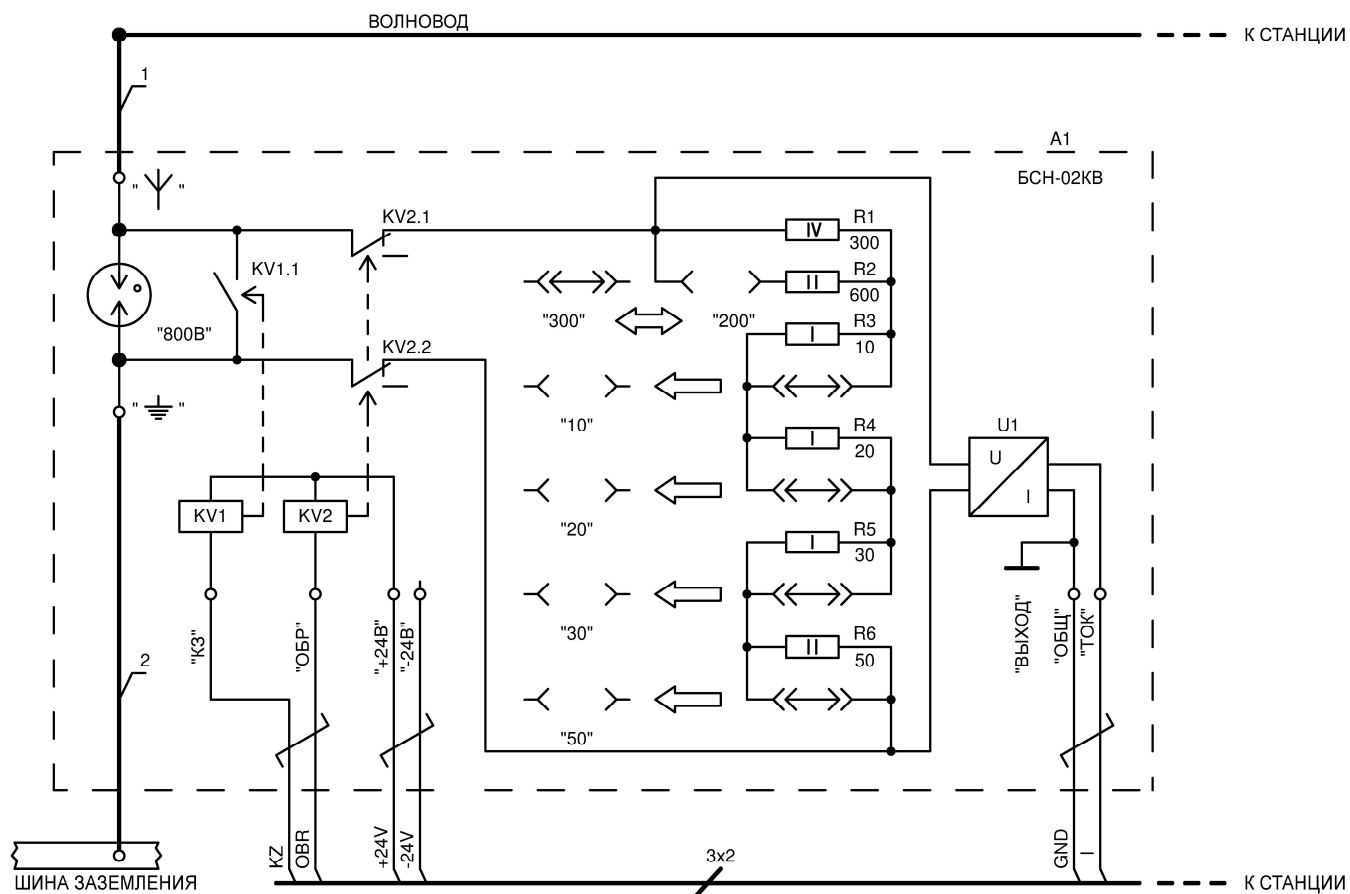 ВОЛНОВОД
К СТАНЦИИ
1
A1
БСН-02КВ
" "
KV2.1
R1
IV
300
KV1.1
R2
II
600
"300"
"200"
R3
I
10
"800В"
KV2.2
" "
"10"
R4
I
20
U1
U
I
KV1
KV2
"20"
R5
I
30
"КЗ"
"ОБР"
"+24В"
"-24В"
"30"
"ВЫХОД"
"ОБЩ"
"ТОК"
R6
II
50
2
"50"
KZ
OBR
+24V
-24V
GND
I
3x2
ШИНА ЗАЗЕМЛЕНИЯ
К СТАНЦИИ